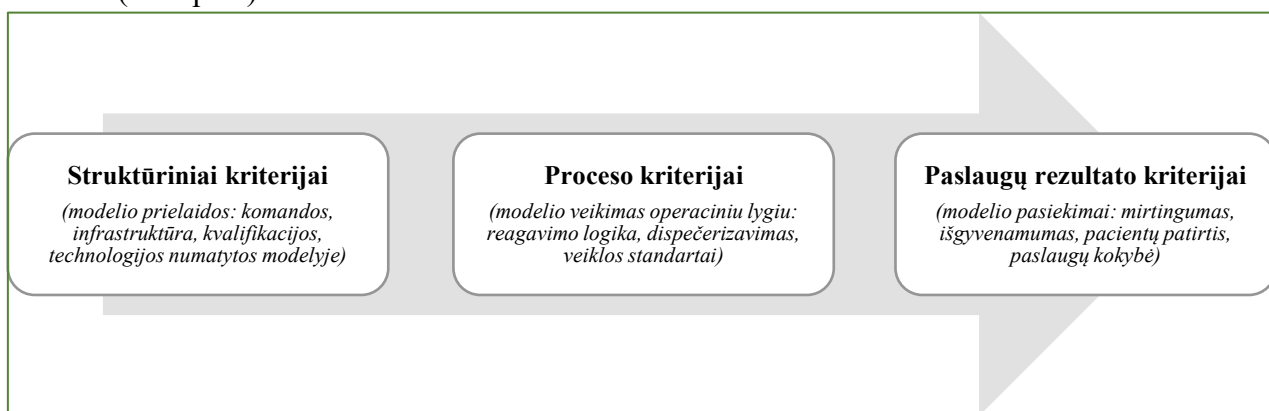 Struktūriniai kriterijai
(modelio prielaidos: komandos,
infrastruktūra, kvalifikacijos,
technologijos numatytos modelyje)
Proceso kriterijai
(modelio veikimas operaciniu lygiu:
reagavimo logika, dispečerizavimas,
veiklos standartai)
Paslaugų rezultato kriterijai
(modelio pasiekimai: mirtingumas,
išgyvenamumas, pacientų patirtis,
paslaugų kokybė)